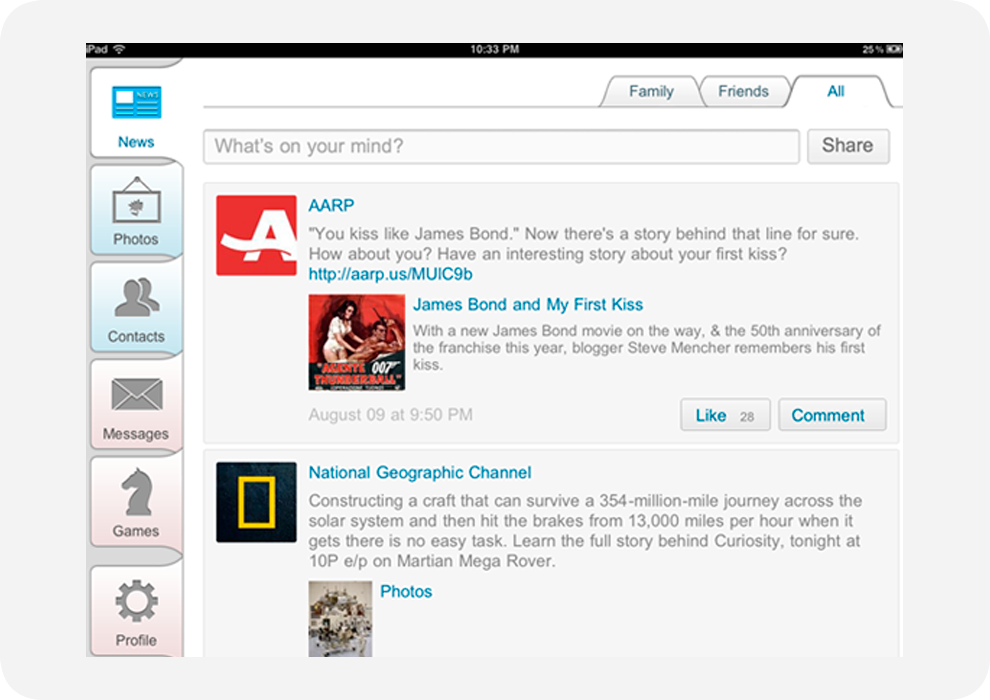 iPad 10:33 PM 25%
NEWS
News
Photos
Contacts
Messages
Games
Profile
Family Friends All
What's on your mind? Share
AARP
"You kiss like James Bond." Now there's a story behind that line for sure.
How about you? Have an interesting story about your first kiss?
http://aarp.us/MUIC9b
James Bond and My First Kiss
With a new James Bond movie on the way, & the 50th anniversary of
the franchise this year, blogger Steve Mencher remembers his first
kiss.
"AGENTE 007"
THUNDERBALL
August 09 at 9:50 PM
Like 28 Comment
National Geographic Channel
Constructing a craft that can survive a 354-million-mile journey across the
solar system and then hit the brakes from 13,000 miles per hour when it
gets there is no easy task. Learn the full story behind Curiosity, tonight at
10P e/p on Martian Mega Rover.
Photos